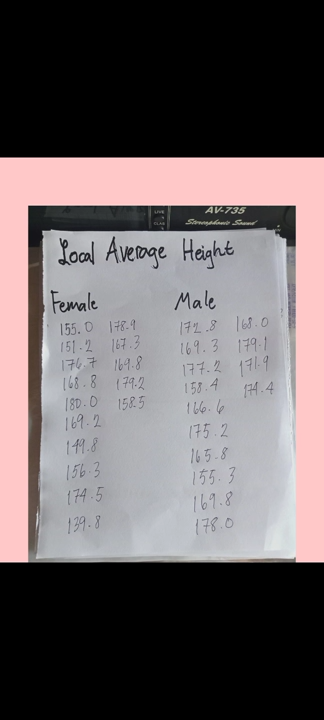 AV-735
Stereophonic Sound
Local Average Height
Female Male
155.0 178.9 172.8 168.0
151.2 167.3 169.3 179.1
176.7 169.8 177.2 171.9
168.8 179.2 158.4 174.4
180.0 158.5 166.6
169.2 175.2
149.8 165.8
156.3 155.3
174.5 169.8
139.8 178.0